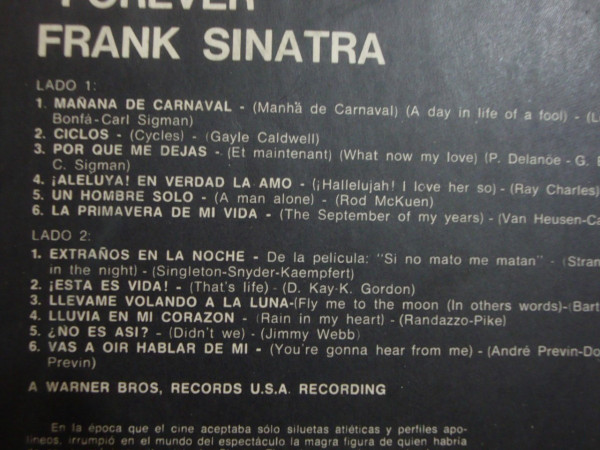 FOREVER
FRANK SINATRA
LADO 1:
1. MAÑANA DE CARNAVAL - (Manhã de Carnaval) (A day in life of a fool) -
Bonfá-Carl Sigman)
2. CICLOS - (Cycles) - (Gayle Caldwell)
3. POR QUE ME DEJAS - (Et maintenant) (What now my love) (P. Delanöe - G.
C. Sigman)
4. ¡ALELUYA! EN VERDAD LA AMO - (¡Hallelujah! I love her so) - (Ray Charles)
5. UN HOMBRE SOLO - (A man alone) - (Rod McKuen)
6. LA PRIMAVERA DE MI VIDA - (The September of my years) - (Van Heusen-Ca
LADO 2:
1. EXTRAÑOS EN LA NOCHE - De la película: "Si no mato me matan" - (Stran
in the night) - (Singleton-Snyder-Kaempfert)
2. ¡ESTA ES VIDA! - (That's life) - (D. Kay-K. Gordon)
3. LLEVAME VOLANDO A LA LUNA-(Fly me to the moon (In others words)-(Bart
4. LLUVIA EN MI CORAZON - (Rain in my heart) - (Randazzo-Pike)
5. ¿NO ES ASI? - (Didn't we) - (Jimmy Webb)
6. VAS A OIR HABLAR DE MI - (You're gonna hear from me) - (André Previn-Do
Previn)
A WARNER BROS, RECORDS U.S.A. RECORDING
En la época que el cine aceptaba sólo siluetas atléticas y perfiles apo-
líneos, irrumpió en el mundo del espectáculo la magra figura de quien habría